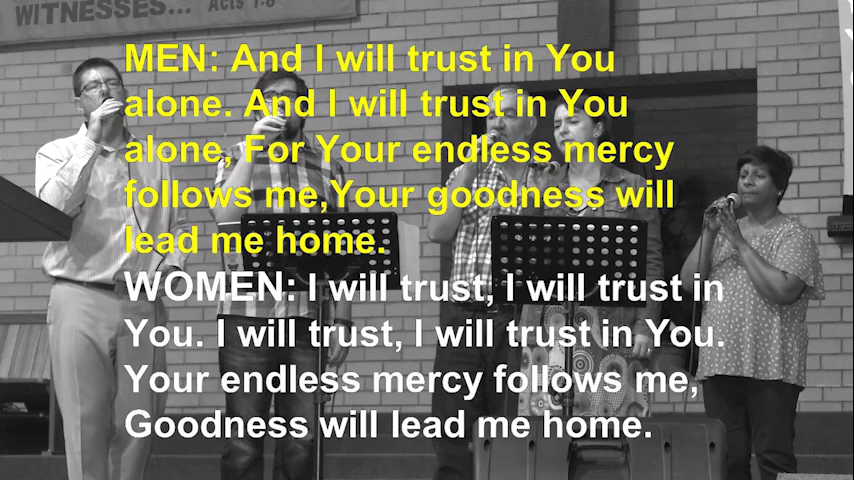 WITNESSES... Acts 1:8
MEN: And I will trust in You
alone. And I will trust in You
alone, For Your endless mercy
follows me,Your goodness will
lead me home.
WOMEN: I will trust, I will trust in
You. I will trust, I will trust in You.
Your endless mercy follows me,
Goodness will lead me home.